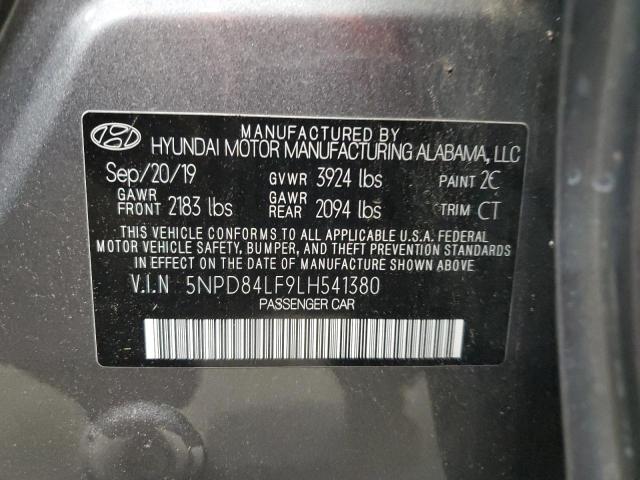 MANUFACTURED BY
HYUNDAI MOTOR MANUFACTURING ALABAMA, LLC
Sep/20/19 GVWR 3924 lbs PAINT 2C
GAWR FRONT 2183 lbs GAWR REAR 2094 lbs TRIM CT
THIS VEHICLE CONFORMS TO ALL APPLICABLE U.S.A. FEDERAL
MOTOR VEHICLE SAFETY, BUMPER, AND THEFT PREVENTION STANDARDS
IN EFFECT ON THE DATE OF MANUFACTURE SHOWN ABOVE.
V.I.N 5NPD84LF9LH541380
PASSENGER CAR